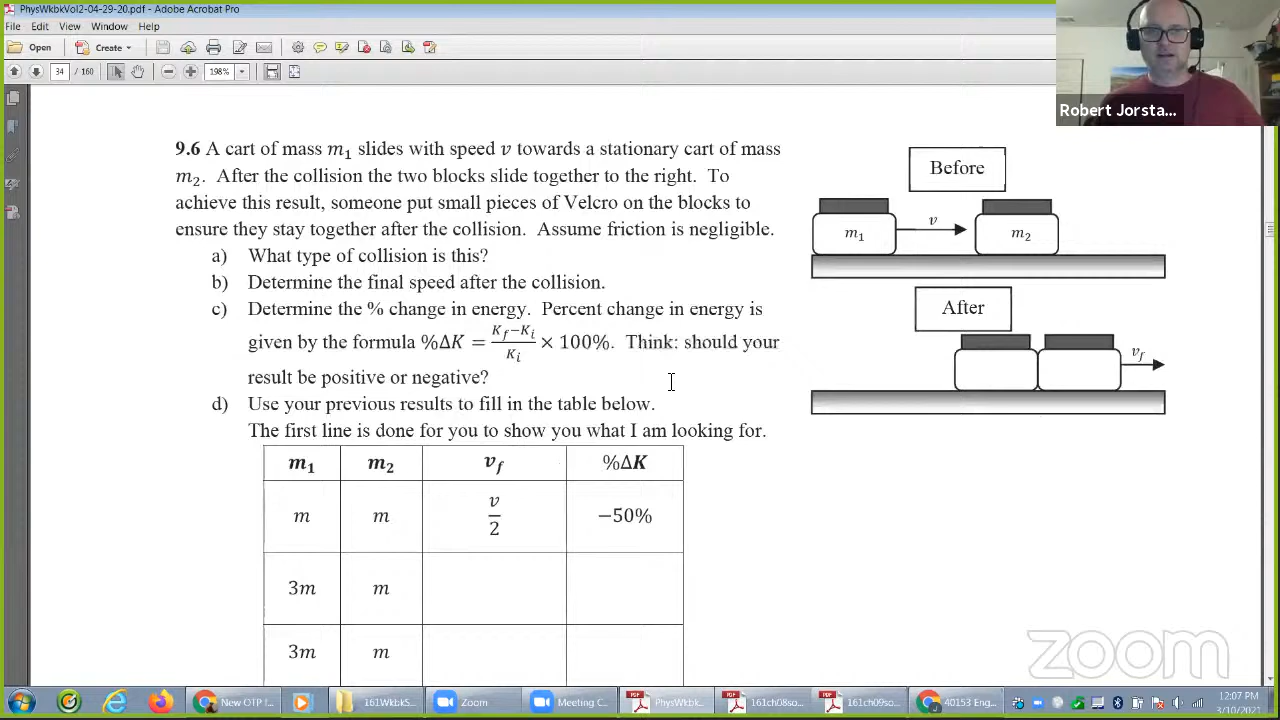 PhysWkbkVol2-04-29-20.pdf - Adobe Acrobat Pro
File Edit View Window Help
Open Create
34 / 160 198%
Robert Jorsta...
9.6 A cart of mass m₁ slides with speed v towards a stationary cart of mass
m₂. After the collision the two blocks slide together to the right. To
achieve this result, someone put small pieces of Velcro on the blocks to
ensure they stay together after the collision. Assume friction is negligible.
a) What type of collision is this?
b) Determine the final speed after the collision.
c) Determine the % change in energy. Percent change in energy is
given by the formula %ΔK = (K_f−K_i)/K_i × 100%. Think: should your
result be positive or negative?
d) Use your previous results to fill in the table below.
The first line is done for you to show you what I am looking for.
Before
m₁ v m₂
After
v_f
m₁ m₂ v_f %ΔK
m m v/2 −50%
3m m
3m m
zoom
New OTP f 161WkbkS... Zoom Meeting C... PhysWkbk... 161ch08so... 161ch09so... 40153 Eng... 12:07 PM
3/10/2021